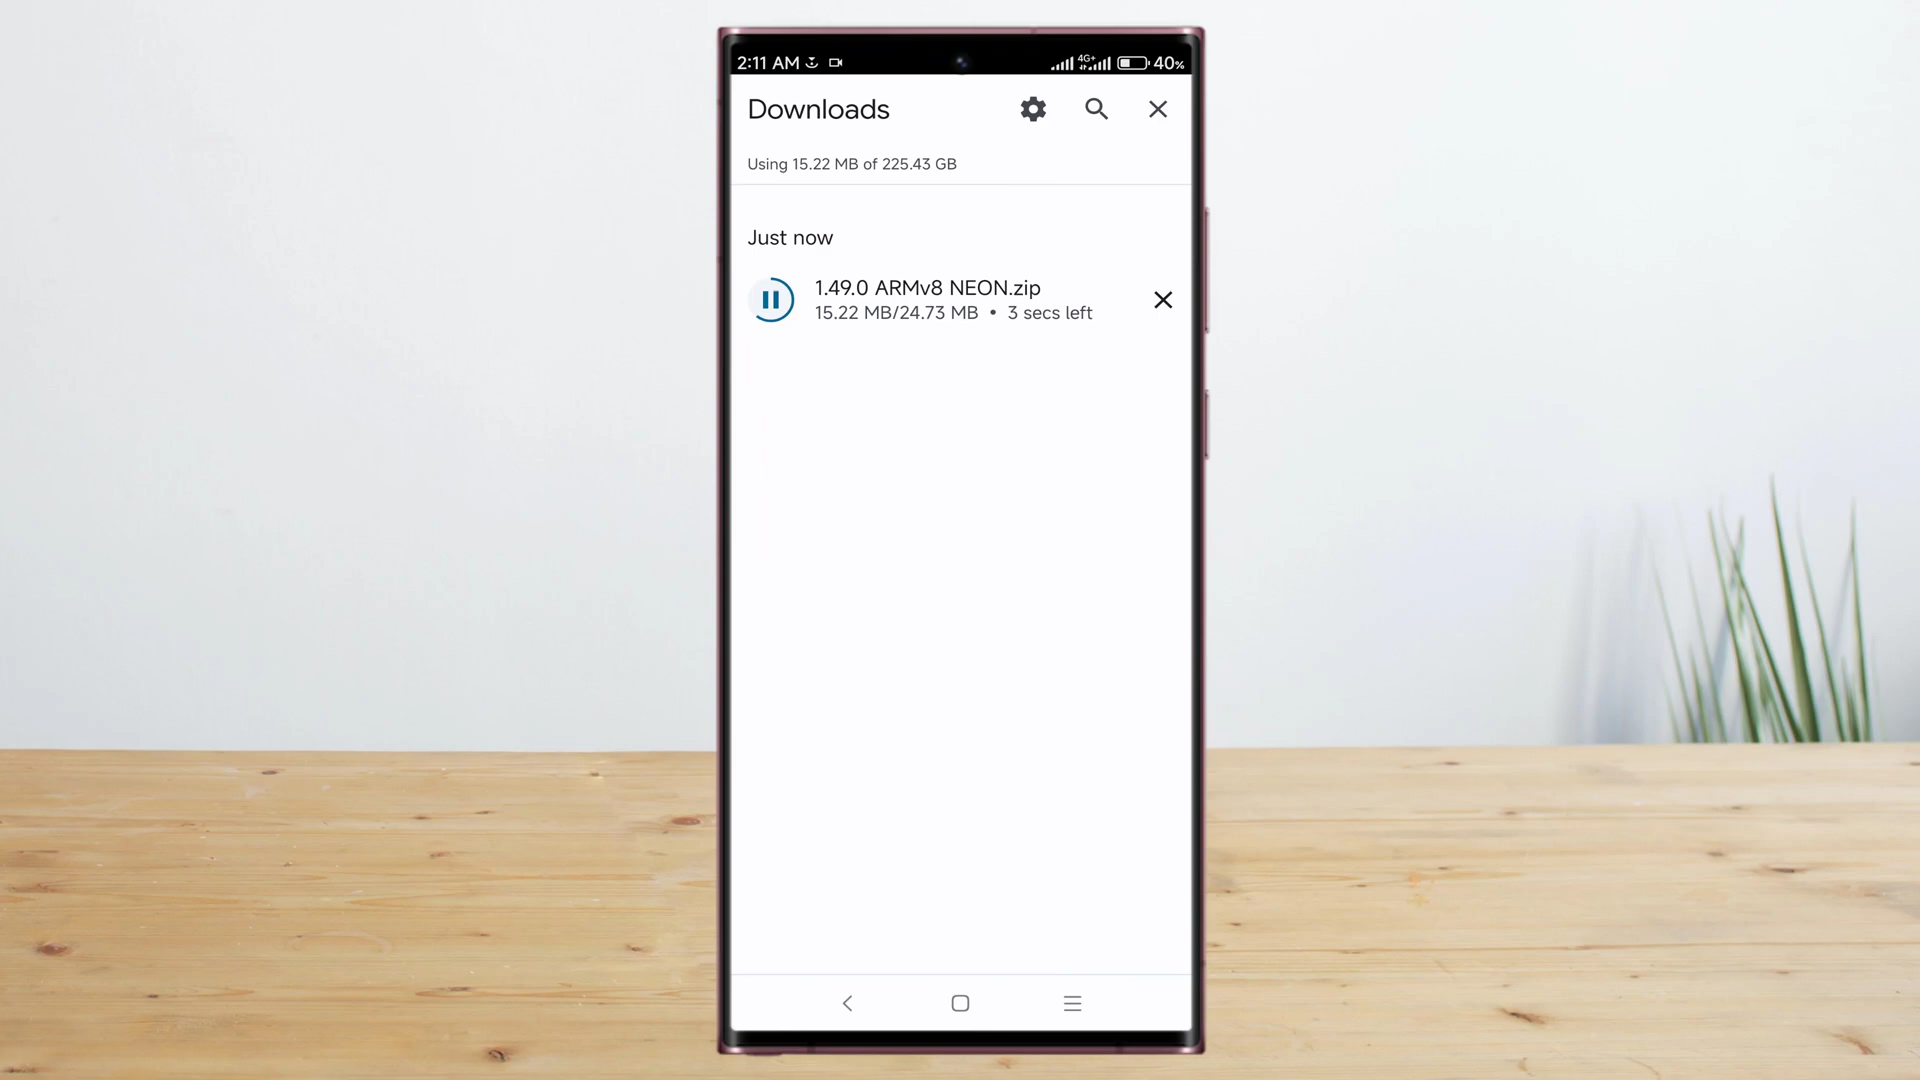 2:11 AM 4G+ 40%
Downloads
Using 15.22 MB of 225.43 GB
Just now
1.49.0 ARMv8 NEON.zip
15.22 MB/24.73 MB • 3 secs left